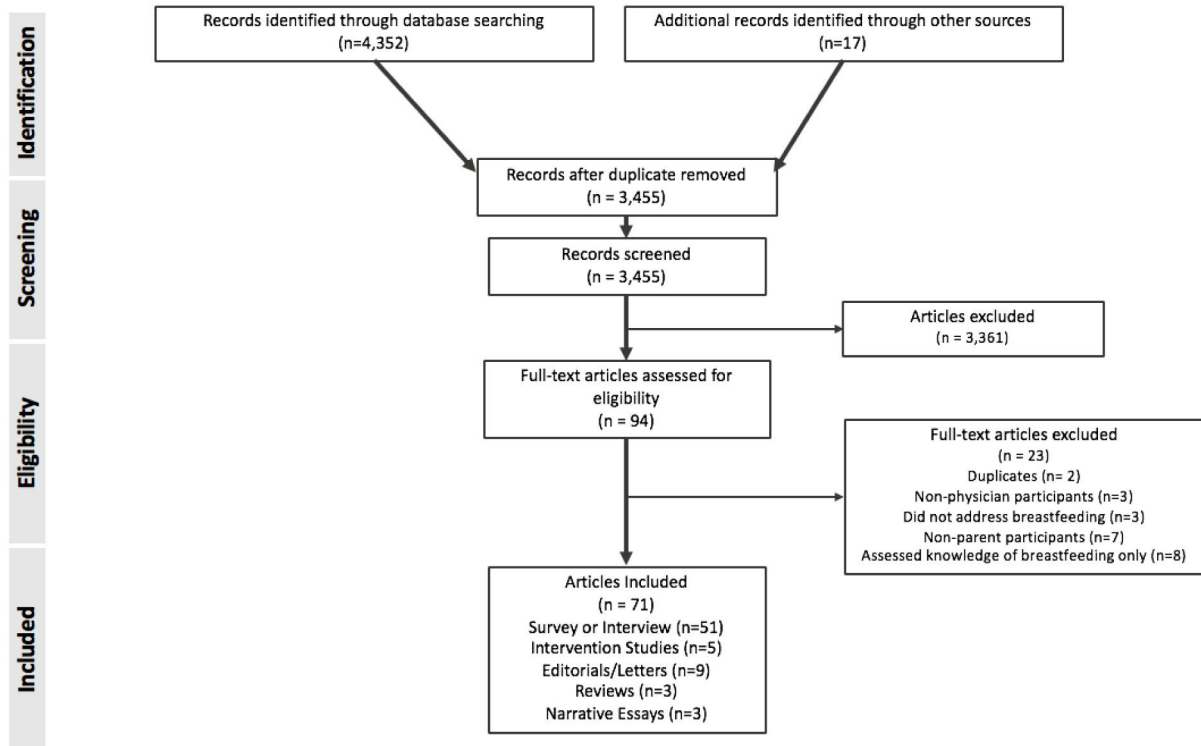 Identification
Records identified through database searching
(n=4,352)
Additional records identified through other sources
(n=17)
Records after duplicate removed
(n = 3,455)
Screening
Records screened
(n = 3,455)
Articles excluded
(n = 3,361)
Eligibility
Full-text articles assessed for
eligibility
(n = 94)
Full-text articles excluded
(n = 23)
Duplicates (n= 2)
Non-physician participants (n=3)
Did not address breastfeeding (n=3)
Non-parent participants (n=7)
Assessed knowledge of breastfeeding only (n=8)
Included
Articles Included
(n = 71)
Survey or Interview (n=51)
Intervention Studies (n=5)
Editorials/Letters (n=9)
Reviews (n=3)
Narrative Essays (n=3)